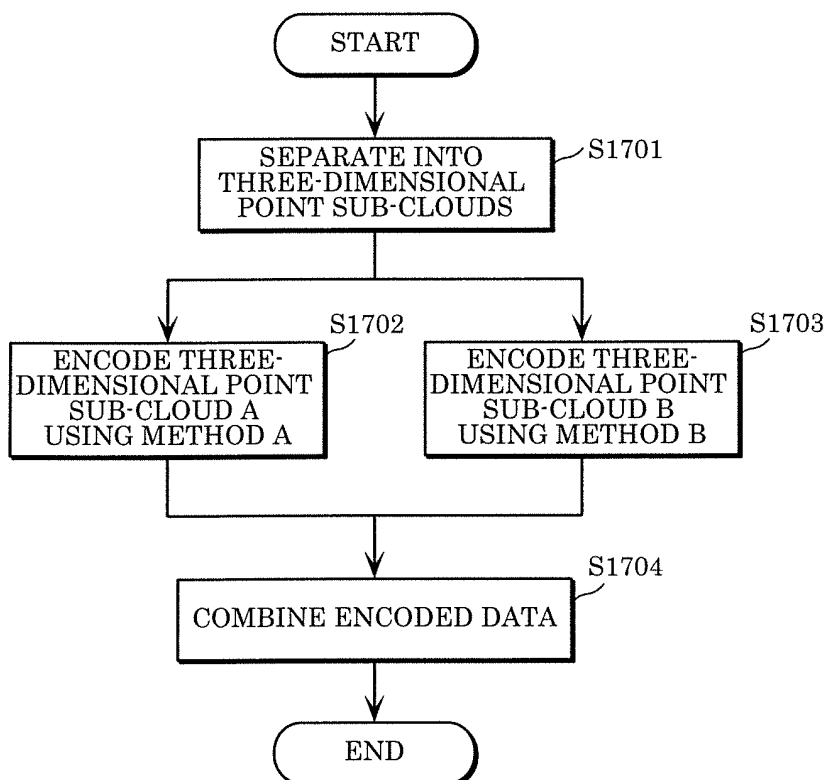 START
S1701
SEPARATE INTO
THREE-DIMENSIONAL
POINT SUB-CLOUDS
S1702
ENCODE THREE-
DIMENSIONAL POINT
SUB-CLOUD A
USING METHOD A
S1703
ENCODE THREE-
DIMENSIONAL POINT
SUB-CLOUD B
USING METHOD B
S1704
COMBINE ENCODED DATA
END